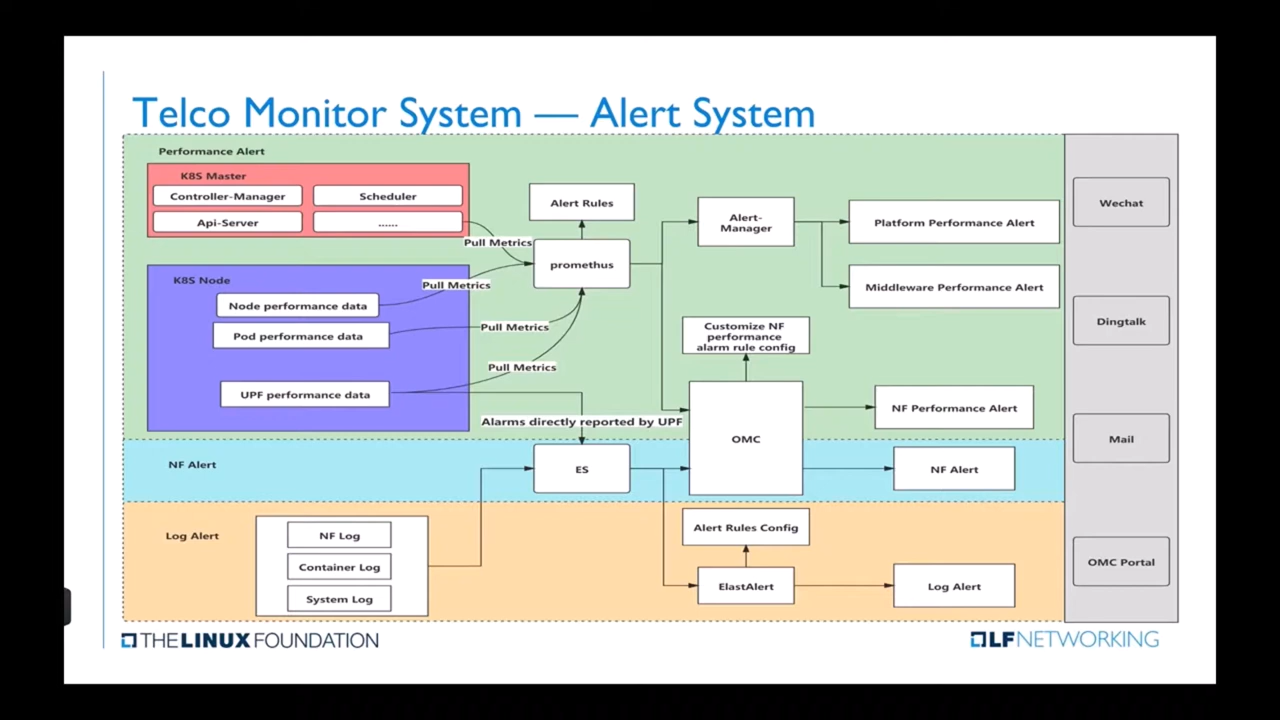 Telco Monitor System — Alert System
Performance Alert
K8S Master
Controller-Manager
Scheduler
Api-Server
......
Pull Metrics
K8S Node
Node performance data
Pull Metrics
Pod performance data
Pull Metrics
Pull Metrics
UPF performance data
Alarms directly reported by UPF
Alert Rules
promethus
Alert-
Manager
Platform Performance Alert
Middleware Performance Alert
Customize NF
performance
alarm rule config
OMC
NF Performance Alert
NF Alert
ES
NF Alert
Log Alert
NF Log
Container Log
System Log
Alert Rules Config
ElastAlert
Log Alert
Wechat
Dingtalk
Mail
OMC Portal
THE LINUX FOUNDATION
LFNETWORKING